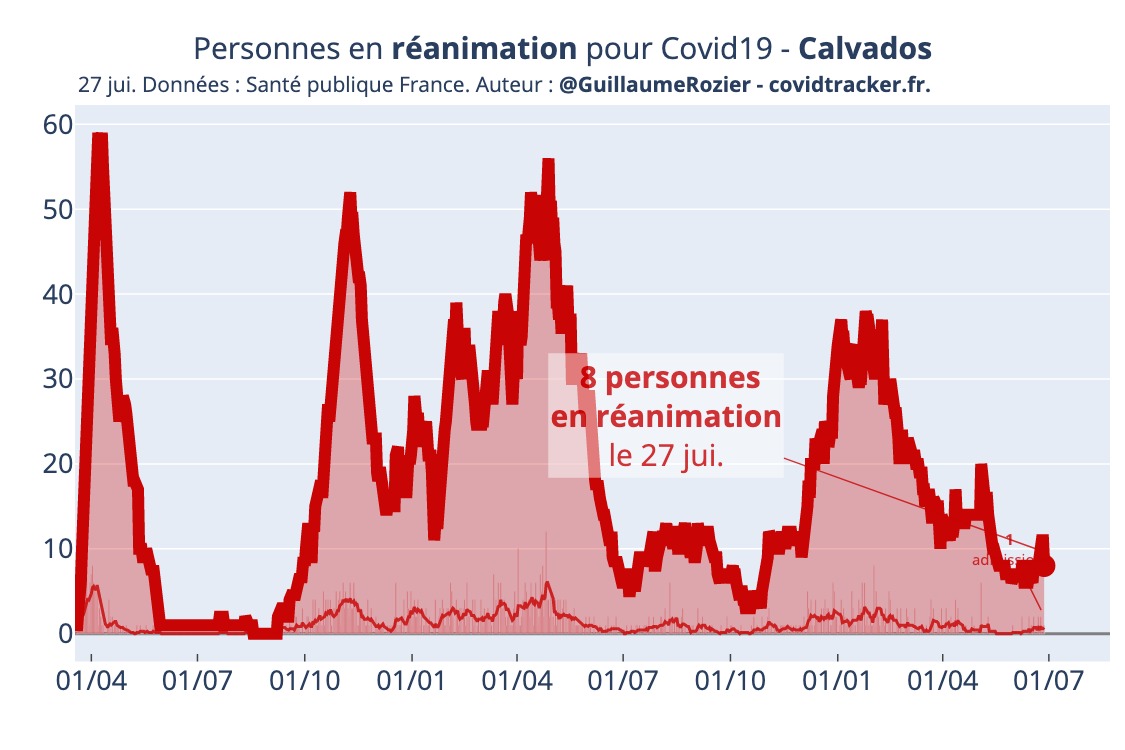 Personnes en réanimation pour Covid19 - Calvados
27 jui. Données : Santé publique France. Auteur : @GuillaumeRozier - covidtracker.fr.
60
50
40
30
20
10
0
8 personnes
en réanimation
le 27 jui.
1
01/04 01/07 01/10 01/01 01/04 01/07 01/10 01/01 01/04 01/07